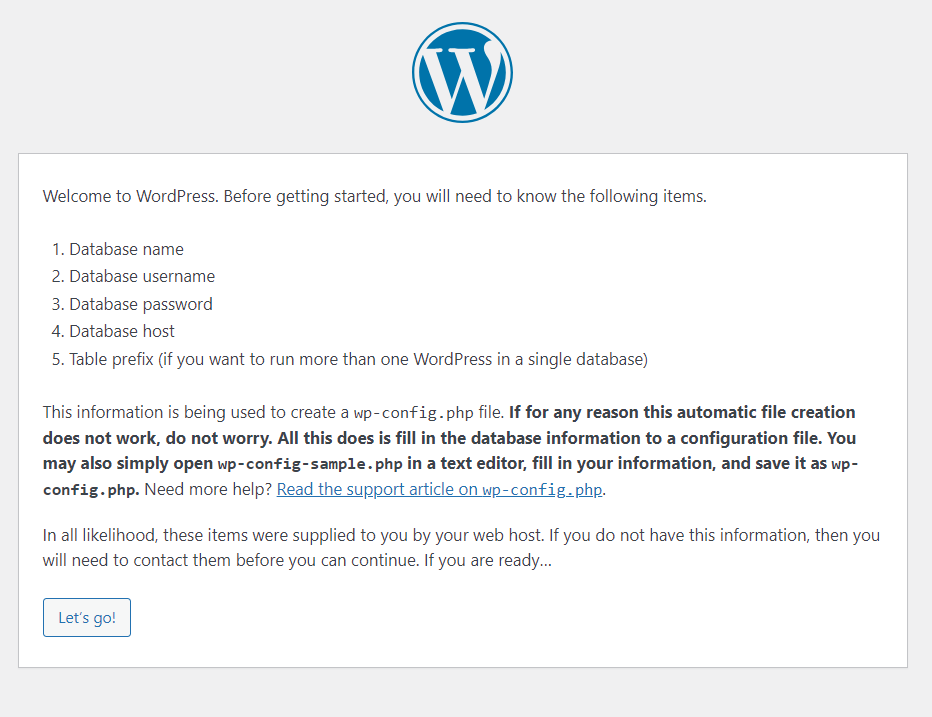 Welcome to WordPress. Before getting started, you will need to know the following items.
1. Database name
2. Database username
3. Database password
4. Database host
5. Table prefix (if you want to run more than one WordPress in a single database)
This information is being used to create a wp-config.php file. If for any reason this automatic file creation
does not work, do not worry. All this does is fill in the database information to a configuration file. You
may also simply open wp-config-sample.php in a text editor, fill in your information, and save it as wp-
config.php. Need more help? Read the support article on wp-config.php.
In all likelihood, these items were supplied to you by your web host. If you do not have this information, then you
will need to contact them before you can continue. If you are ready…
Let’s go!